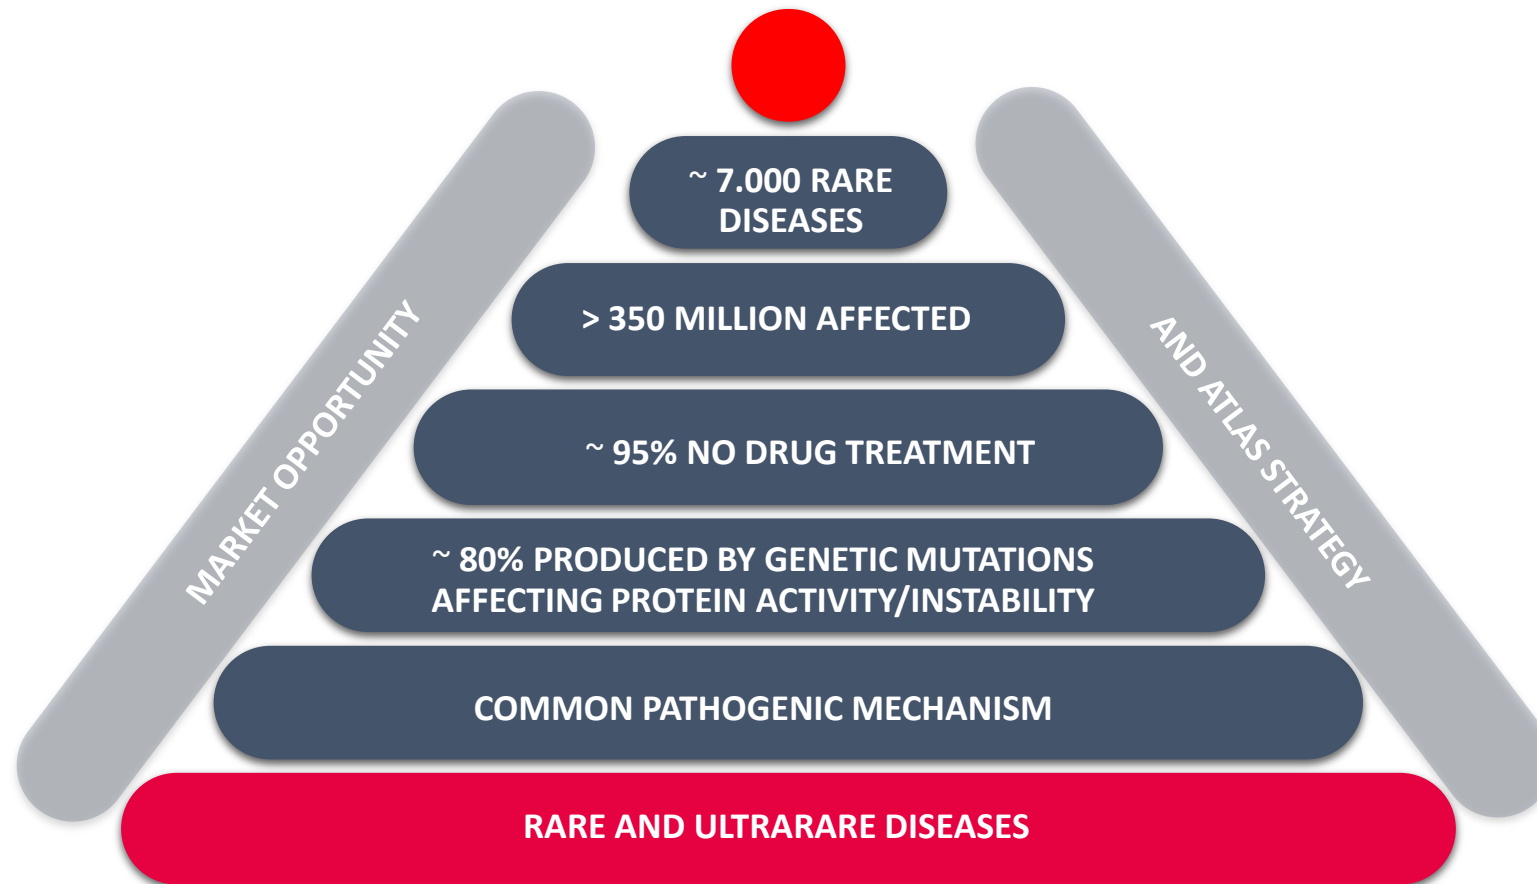 ~ 7.000 RARE
DISEASES
> 350 MILLION AFFECTED
~ 95% NO DRUG TREATMENT
~ 80% PRODUCED BY GENETIC MUTATIONS
AFFECTING PROTEIN ACTIVITY/INSTABILITY
COMMON PATHOGENIC MECHANISM
RARE AND ULTRARARE DISEASES
MARKET OPPORTUNITY
AND ATLAS STRATEGY